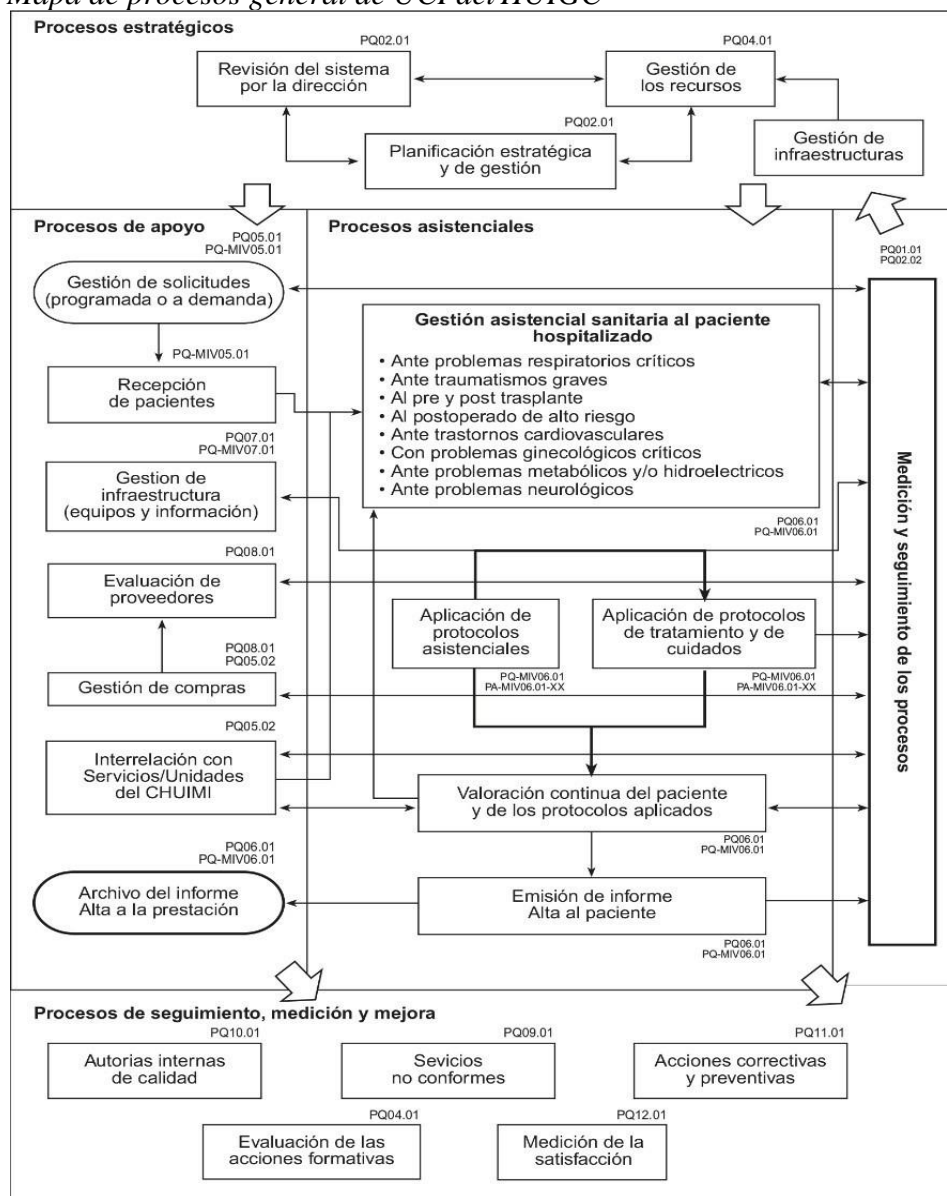 Mapa de procesos general de UCI del HUIGC
Procesos estratégicos
PQ02.01
Revisión del sistema
por la dirección
PQ04.01
Gestión de
los recursos
PQ02.01
Planificación estratégica
y de gestión
Gestión de
infraestructuras
Procesos de apoyo
PQ05.01
PQ-MIV05.01
Gestión de solicitudes
(programada o a demanda)
PQ-MIV05.01
Recepción
de pacientes
PQ07.01
PQ-MIV07.01
Gestion de
infraestructura
(equipos y información)
PQ08.01
Evaluación de
proveedores
PQ08.01
PQ05.02
Gestión de compras
PQ05.02
Interrelación con
Servicios/Unidades
del CHUIMI
PQ06.01
PQ-MIV06.01
Archivo del informe
Alta a la prestación
Procesos asistenciales
Gestión asistencial sanitaria al paciente
hospitalizado
• Ante problemas respiratorios críticos
• Ante traumatismos graves
• Al pre y post trasplante
• Al postoperado de alto riesgo
• Ante trastornos cardiovasculares
• Con problemas ginecológicos críticos
• Ante problemas metabólicos y/o hidroelectricos
• Ante problemas neurológicos
PQ06.01
PQ-MIV06.01
Aplicación de
protocolos
asistenciales
PQ-MIV06.01
PA-MIV06.01-XX
Aplicación de protocolos
de tratamiento y de
cuidados
PQ-MIV06.01
PA-MIV06.01-XX
Valoración continua del paciente
y de los protocolos aplicados
PQ06.01
PQ-MIV06.01
Emisión de informe
Alta al paciente
PQ06.01
PQ-MIV06.01
PQ01.01
PQ02.02
Medición y seguimiento de los procesos
Procesos de seguimiento, medición y mejora
PQ10.01
Autorias internas
de calidad
PQ09.01
Sevicios
no conformes
PQ11.01
Acciones correctivas
y preventivas
PQ04.01
Evaluación de las
acciones formativas
PQ12.01
Medición de la
satisfacción